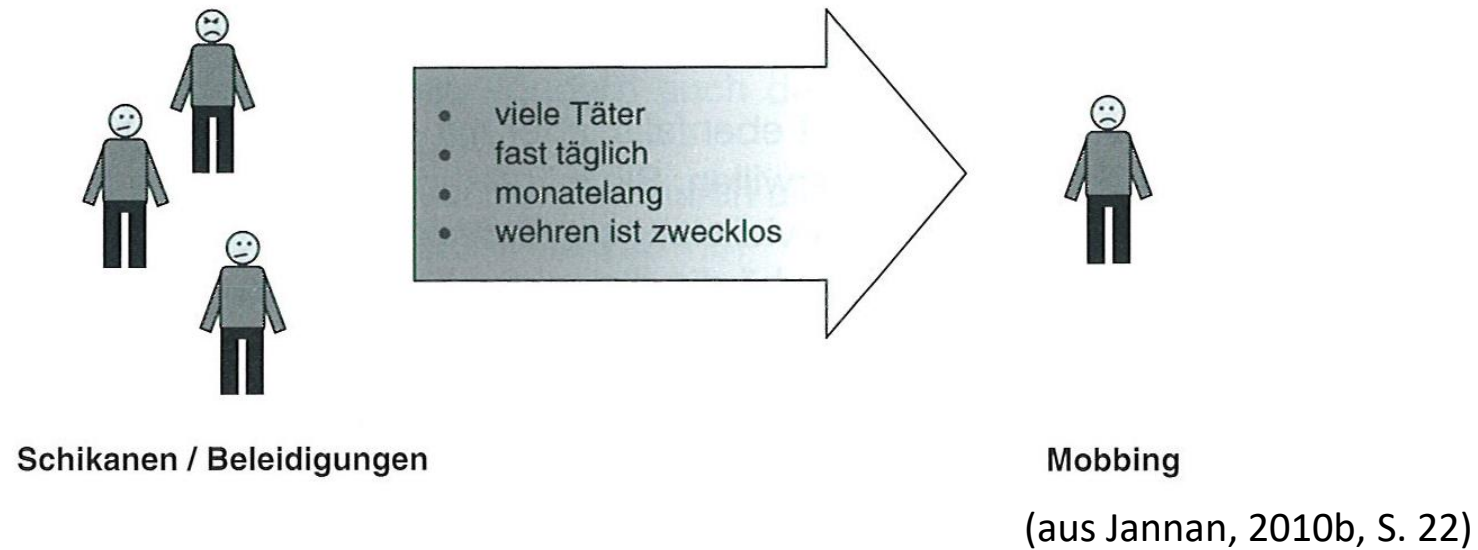 • viele Täter
• fast täglich
• monatelang
• wehren ist zwecklos
Schikanen / Beleidigungen
Mobbing
(aus Jannan, 2010b, S. 22)